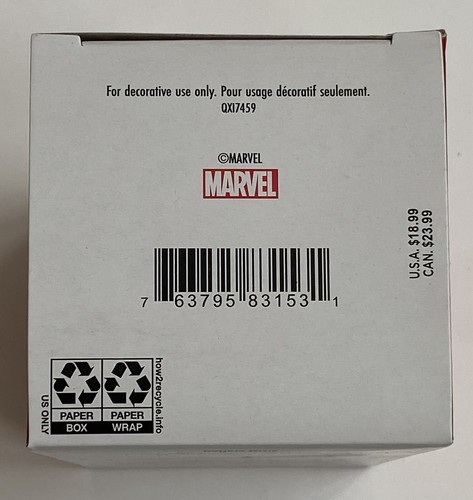 For decorative use only. Pour usage décoratif seulement.
QXI7459
©MARVEL
MARVEL
U.S.A. $18.99
CAN. $23.99
7 63795 83153 1
US ONLY
PAPER PAPER
BOX WRAP
how2recycle.info